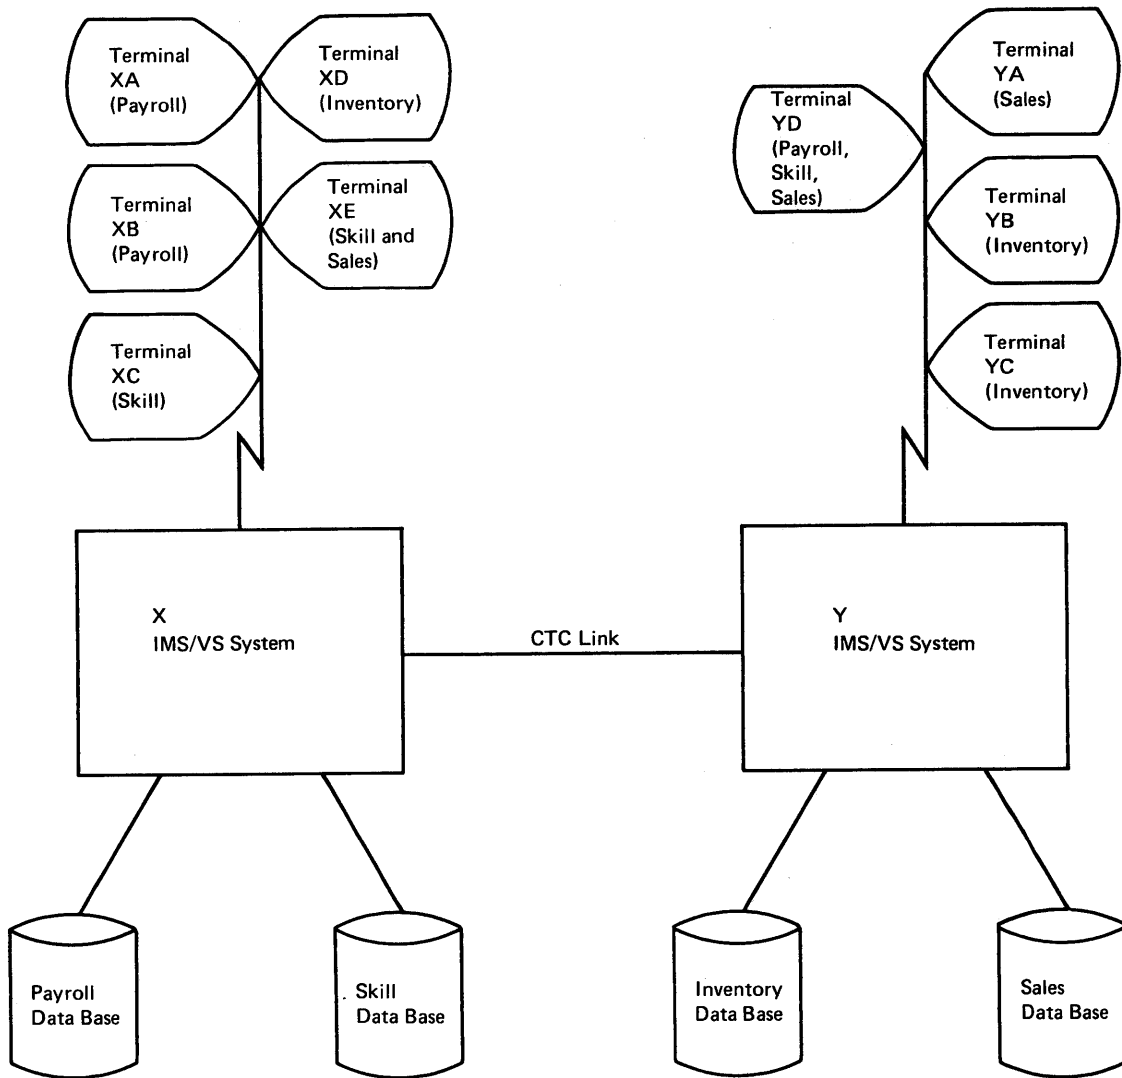 Terminal
XA
(Payroll)
Terminal
XD
(Inventory)
Terminal
XB
(Payroll)
Terminal
XE
(Skill and
Sales)
Terminal
XC
(Skill)
Terminal
YA
(Sales)
Terminal
YD
(Payroll,
Skill,
Sales)
Terminal
YB
(Inventory)
Terminal
YC
(Inventory)
X
IMS/VS System
CTC Link
Y
IMS/VS System
Payroll
Data Base
Skill
Data Base
Inventory
Data Base
Sales
Data Base